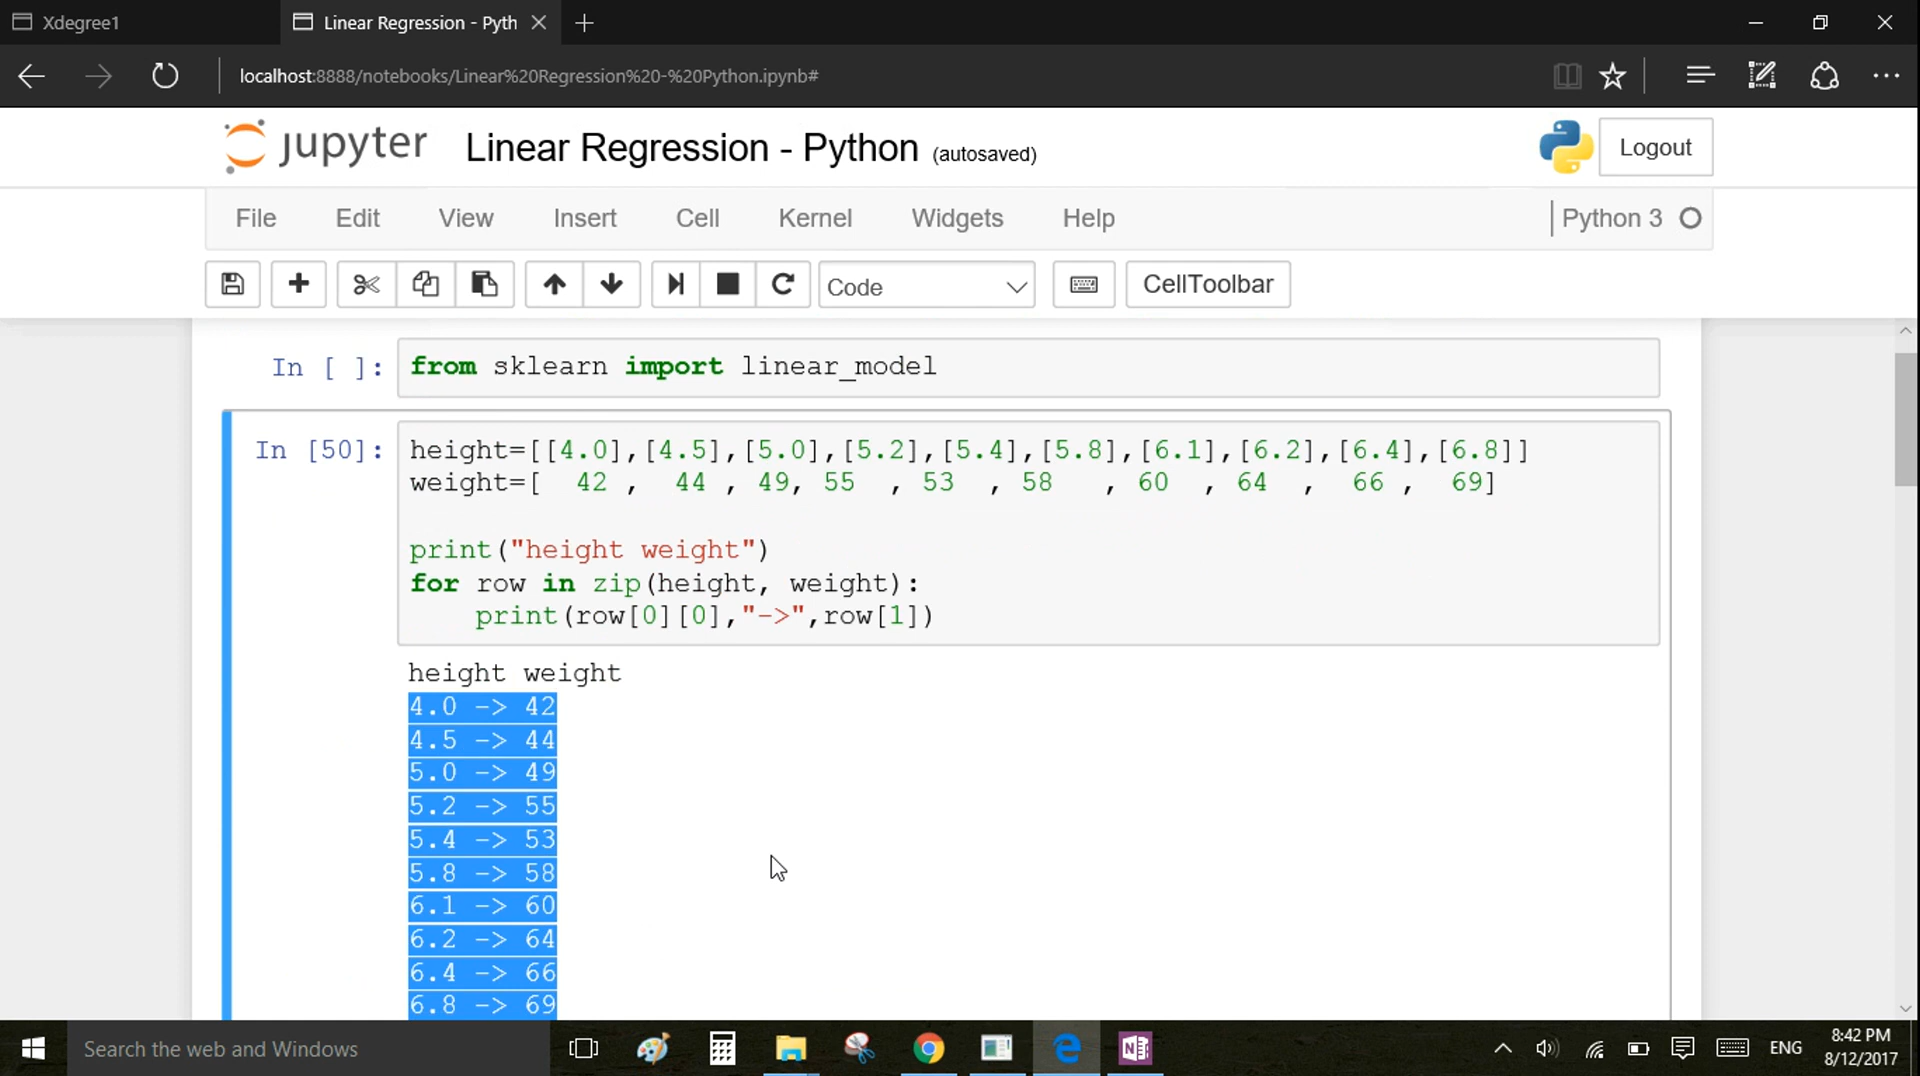 Xdegree1
Linear Regression - Pyth
localhost:8888/notebooks/Linear%20Regression%20-%20Python.ipynb#
jupyter
Linear Regression - Python (autosaved)
Logout
File Edit View Insert Cell Kernel Widgets Help
Python 3
Code
CellToolbar
In [ ]:
from sklearn import linear_model
In [50]:
height=[[4.0],[4.5],[5.0],[5.2],[5.4],[5.8],[6.1],[6.2],[6.4],[6.8]]
weight=[ 42 , 44 , 49, 55 , 53 , 58 , 60 , 64 , 66 , 69]
print("height weight")
for row in zip(height, weight):
print(row[0][0],"->",row[1])
height weight
4.0 -> 42
4.5 -> 44
5.0 -> 49
5.2 -> 55
5.4 -> 53
5.8 -> 58
6.1 -> 60
6.2 -> 64
6.4 -> 66
6.8 -> 69
Search the web and Windows
N
ENG
8:42 PM
8/12/2017